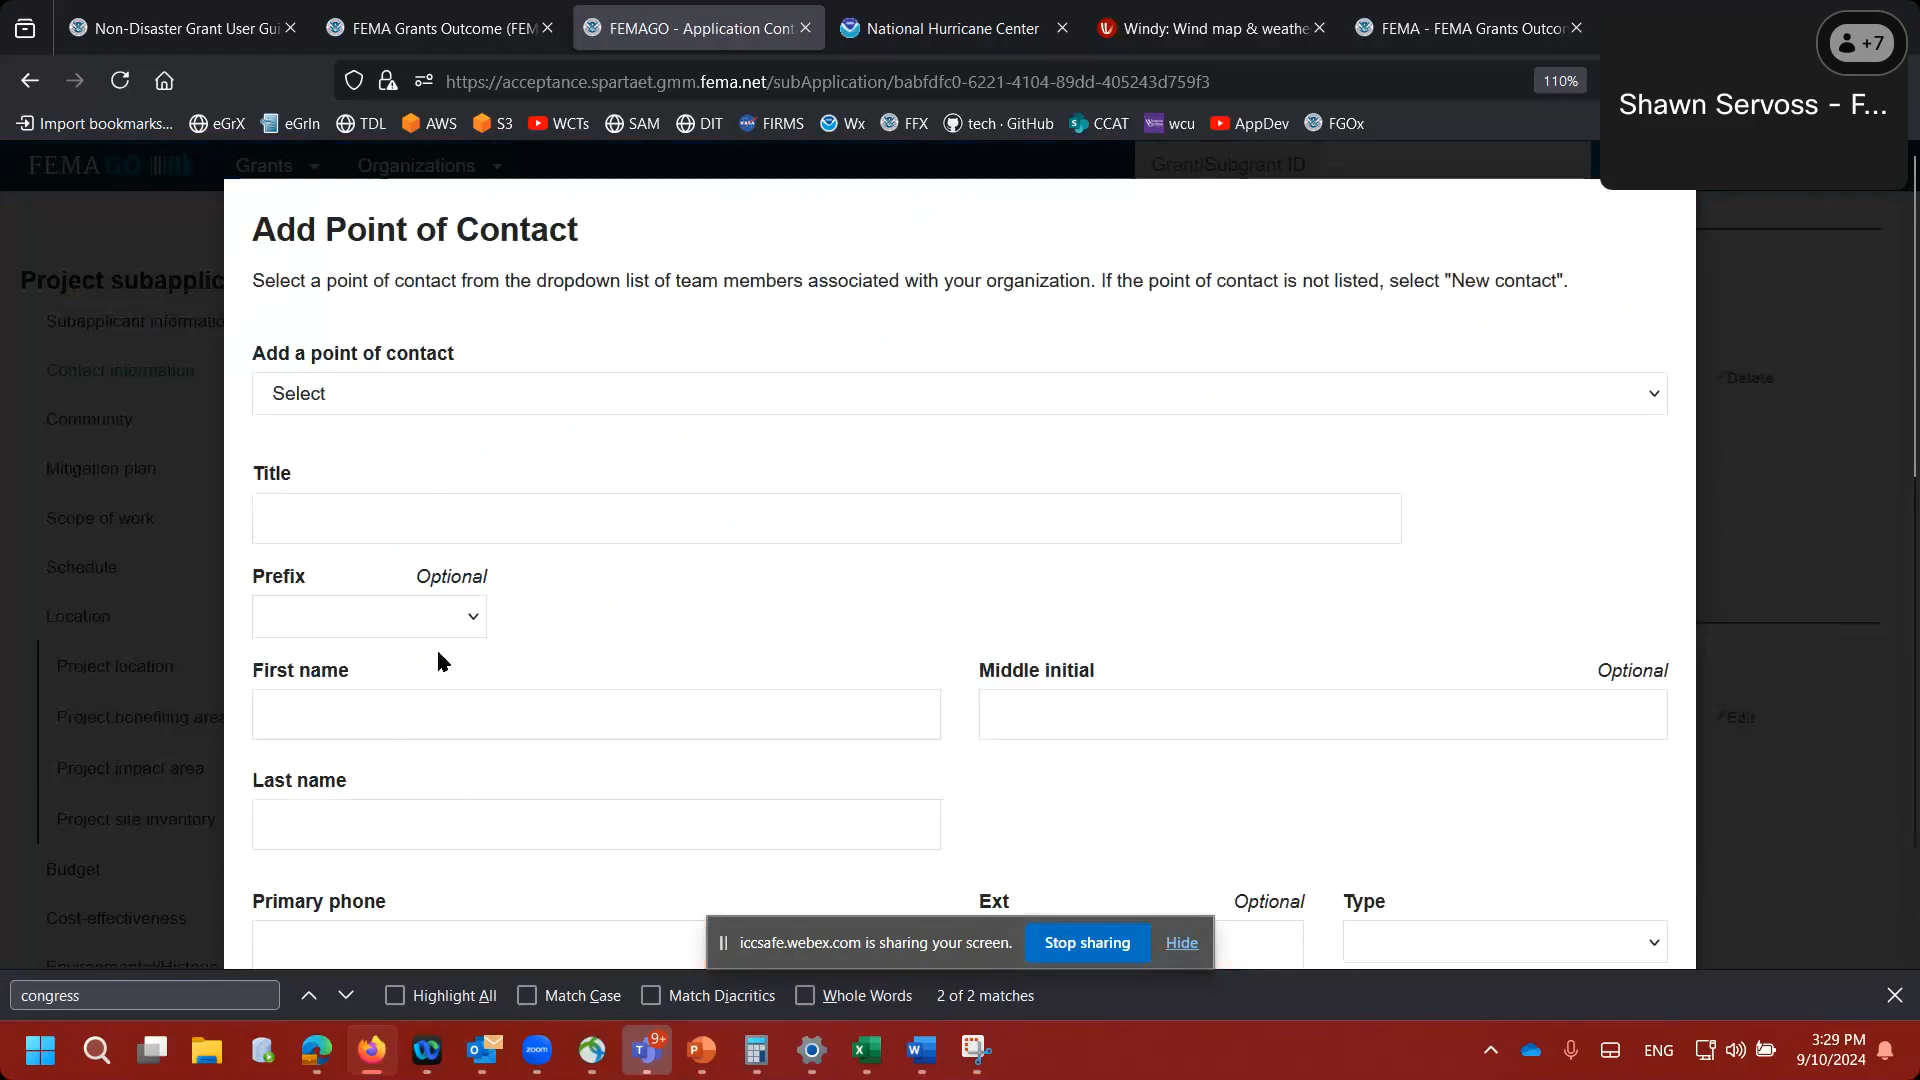 Non-Disaster Grant User Gui
FEMA Grants Outcome (FEM
FEMAGO - Application Cont
National Hurricane Center
Windy: Wind map & weathe
FEMA - FEMA Grants Outcor
+7
https://acceptance.spartaet.gmm.fema.net/subApplication/babfdfc0-6221-4104-89dd-405243d759f3
110%
Shawn Servoss - F...
Import bookmarks...
eGrX
eGrIn
TDL
AWS
S3
WCTs
SAM
DIT
FIRMS
Wx
FFX
tech · GitHub
CCAT
wcu
AppDev
FGOx
FEMA GO
Grants
Organizations
Grant/Subgrant ID
Add Point of Contact
Select a point of contact from the dropdown list of team members associated with your organization. If the point of contact is not listed, select "New contact".
Project subapplic
Subapplicant informatio
Contact information
Community
Mitigation plan
Scope of work
Schedule
Location
Project location
Project benefiting area
Project impact area
Project site inventory
Budget
Cost-effectiveness
Environmental/Historic
Add a point of contact
Select
Delete
Title
Prefix
Optional
First name
Middle initial
Optional
Edit
Last name
Primary phone
Ext
Optional
Type
iccsafe.webex.com is sharing your screen.
Stop sharing
Hide
congress
Highlight All
Match Case
Match Diacritics
Whole Words
2 of 2 matches
zoom
9+
ENG
3:29 PM
9/10/2024